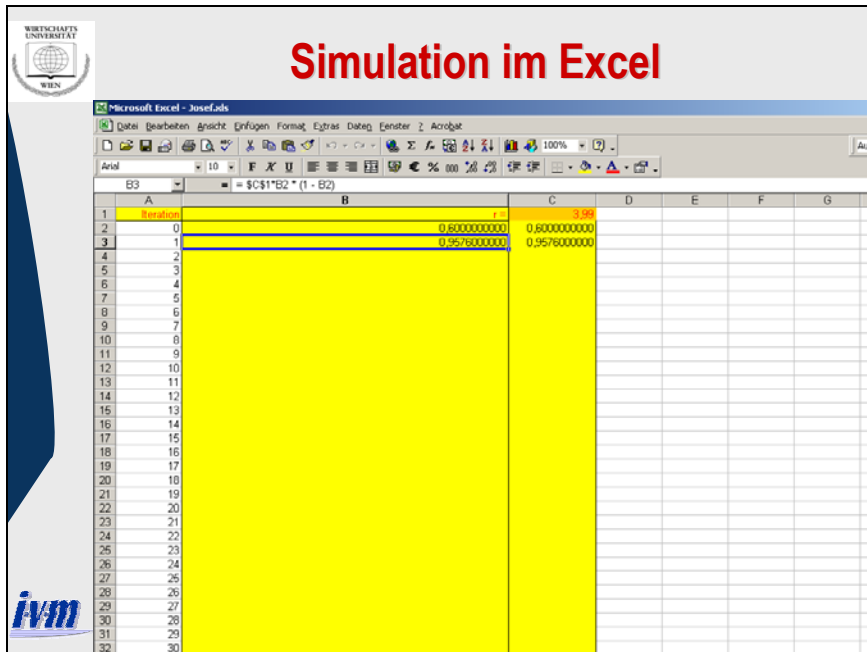 WIRTSCHAFTS
UNIVERSITÄT
WIEN
Simulation im Excel
Microsoft Excel - Josef.xls
Datei Bearbeiten Ansicht Einfügen Format Extras Daten Fenster ? Acrobat
100%
Arial 10 F X U € % 000
B3 = = $C$1*B2 * (1 - B2)
A B C D E F G
1 Iteration r = 3,99
2 0 0,6000000000 0,6000000000
3 1 0,9576000000 0,9576000000
4 2
5 3
6 4
7 5
8 6
9 7
10 8
11 9
12 10
13 11
14 12
15 13
16 14
17 15
18 16
19 17
20 18
21 19
22 20
23 21
24 22
25 23
26 24
27 25
28 26
29 27
30 28
31 29
32 30
ivm